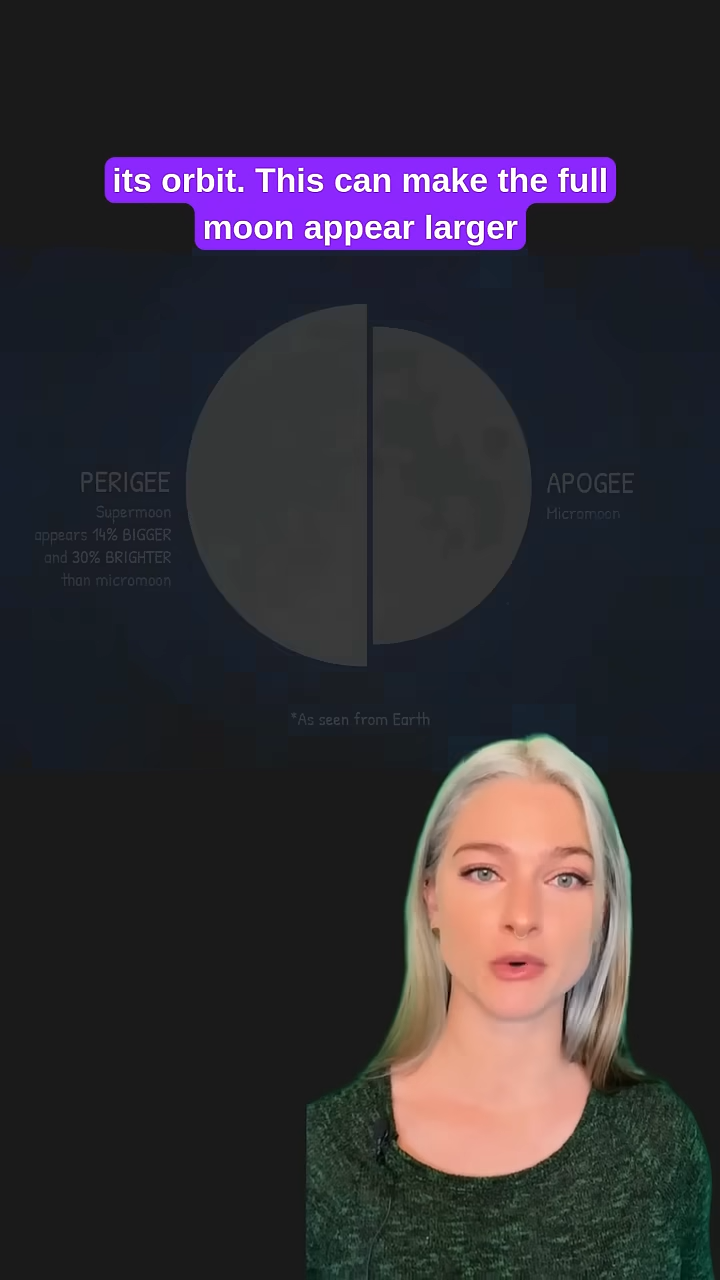 its orbit. This can make the full
moon appear larger
PERIGEE
Supermoon
appears 14% BIGGER
and 30% BRIGHTER
than micromoon
APOGEE
Micromoon
*As seen from Earth